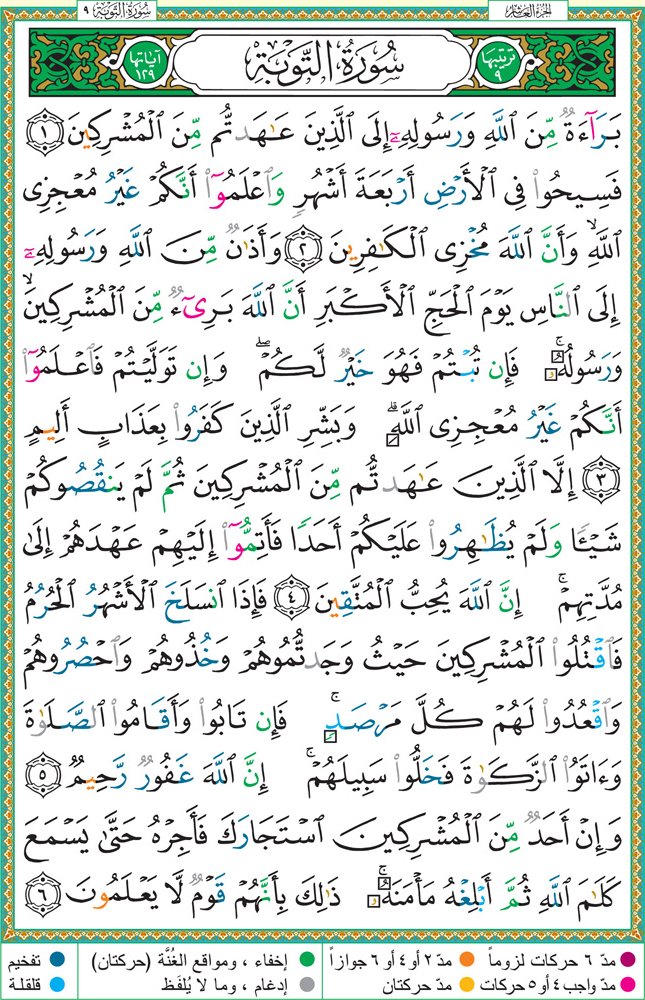 الجزء العاشر
سُورَةُ التَّوْبَةِ ٩
تَرْتِيبُهَا ٩ سُورَةُ التَّوْبَةِ آيَاتُهَا ١٢٩
بَرَآءَةٌ مِّنَ ٱللَّهِ وَرَسُولِهِۦٓ إِلَى ٱلَّذِينَ عَٰهَدتُّم مِّنَ ٱلْمُشْرِكِينَ ١
فَسِيحُوا۟ فِى ٱلْأَرْضِ أَرْبَعَةَ أَشْهُرٍ وَٱعْلَمُوٓا۟ أَنَّكُمْ غَيْرُ مُعْجِزِى
ٱللَّهِ ۙ وَأَنَّ ٱللَّهَ مُخْزِى ٱلْكَٰفِرِينَ ٢ وَأَذَٰنٌ مِّنَ ٱللَّهِ وَرَسُولِهِۦٓ
إِلَى ٱلنَّاسِ يَوْمَ ٱلْحَجِّ ٱلْأَكْبَرِ أَنَّ ٱللَّهَ بَرِىٓءٌ مِّنَ ٱلْمُشْرِكِينَ ۙ
وَرَسُولُهُۥ ۚ فَإِن تُبْتُمْ فَهُوَ خَيْرٌ لَّكُمْ ۖ وَإِن تَوَلَّيْتُمْ فَٱعْلَمُوٓا۟
أَنَّكُمْ غَيْرُ مُعْجِزِى ٱللَّهِ ۗ وَبَشِّرِ ٱلَّذِينَ كَفَرُوا۟ بِعَذَابٍ أَلِيمٍ
٣ إِلَّا ٱلَّذِينَ عَٰهَدتُّم مِّنَ ٱلْمُشْرِكِينَ ثُمَّ لَمْ يَنقُصُوكُمْ
شَيْـًٔا وَلَمْ يُظَٰهِرُوا۟ عَلَيْكُمْ أَحَدًا فَأَتِمُّوٓا۟ إِلَيْهِمْ عَهْدَهُمْ إِلَىٰ
مُدَّتِهِمْ ۚ إِنَّ ٱللَّهَ يُحِبُّ ٱلْمُتَّقِينَ ٤ فَإِذَا ٱنسَلَخَ ٱلْأَشْهُرُ ٱلْحُرُمُ
فَٱقْتُلُوا۟ ٱلْمُشْرِكِينَ حَيْثُ وَجَدتُّمُوهُمْ وَخُذُوهُمْ وَٱحْصُرُوهُمْ
وَٱقْعُدُوا۟ لَهُمْ كُلَّ مَرْصَدٍ ۚ فَإِن تَابُوا۟ وَأَقَامُوا۟ ٱلصَّلَوٰةَ
وَءَاتَوُا۟ ٱلزَّكَوٰةَ فَخَلُّوا۟ سَبِيلَهُمْ ۚ إِنَّ ٱللَّهَ غَفُورٌ رَّحِيمٌ ٥
وَإِنْ أَحَدٌ مِّنَ ٱلْمُشْرِكِينَ ٱسْتَجَارَكَ فَأَجِرْهُ حَتَّىٰ يَسْمَعَ
كَلَٰمَ ٱللَّهِ ثُمَّ أَبْلِغْهُ مَأْمَنَهُۥ ۚ ذَٰلِكَ بِأَنَّهُمْ قَوْمٌ لَّا يَعْلَمُونَ ٦
مدّ ٦ حركات لزوماً مدّ ٢ أو ٤ أو ٦ جوازاً إخفاء ، ومواقع الغُنَّة (حركتان) تفخيم
مدّ واجب ٤ أو ٥ حركات مدّ حركتان إدغام ، وما لا يُلفَظ قلقلة